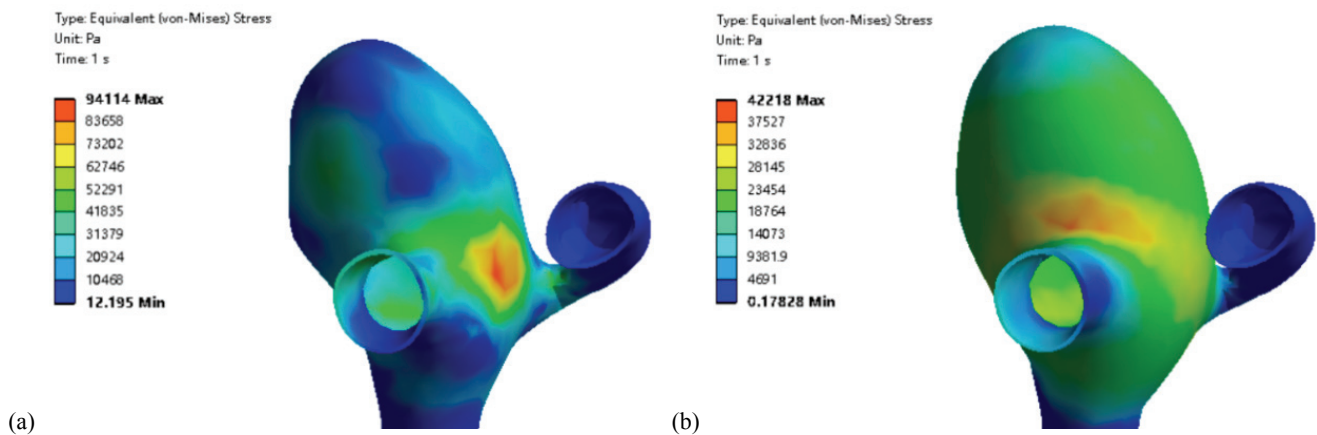 Type: Equivalent (von-Mises) Stress
Unit: Pa
Time: 1 s
94114 Max
83658
73202
62746
52291
41835
31379
20924
10468
12.195 Min
(a)
Type: Equivalent (von-Mises) Stress
Unit: Pa
Time: 1 s
42218 Max
37527
32836
28145
23454
18764
14073
9381.9
4691
0.17828 Min
(b)